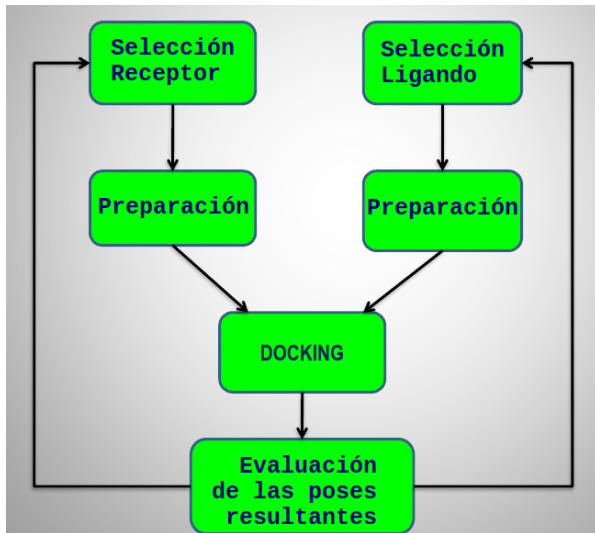 Selección
Receptor
Selección
Ligando
Preparación
Preparación
DOCKING
Evaluación
de las poses
resultantes